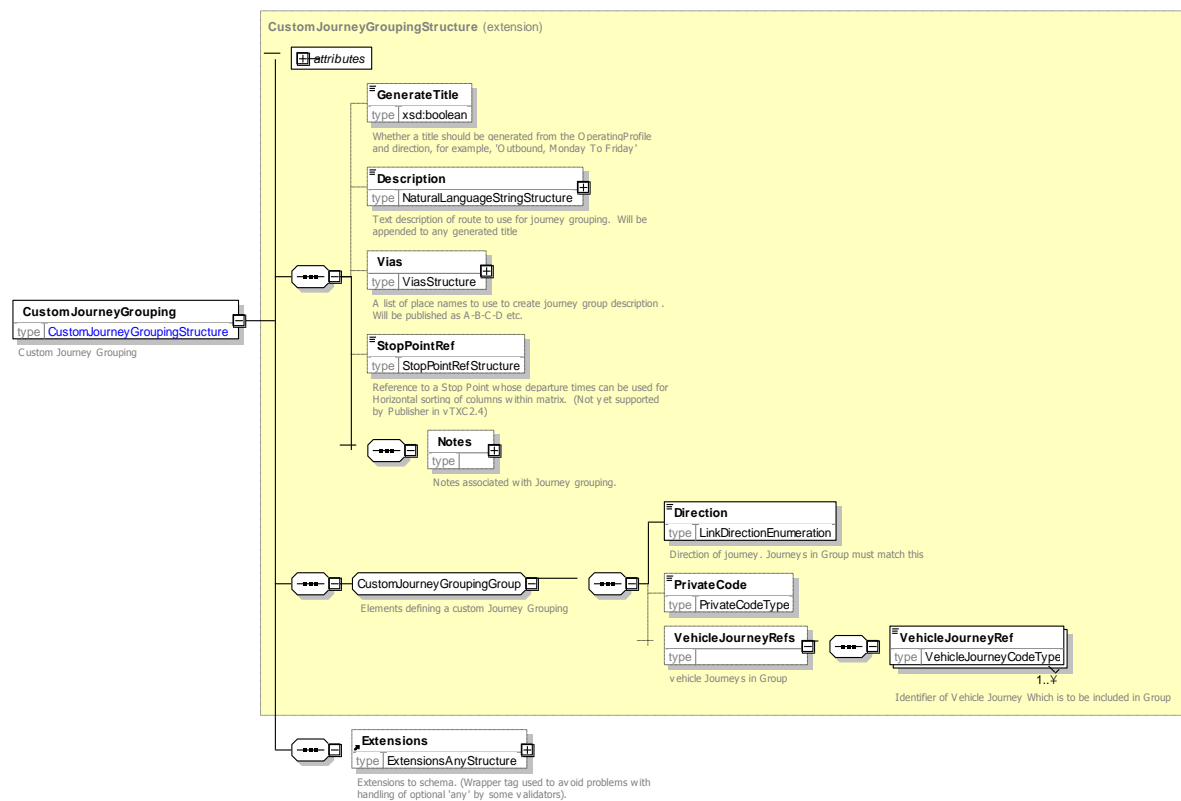 CustomJourneyGroupingStructure (extension)
attributes
GenerateTitle
type xsd:boolean
Whether a title should be generated from the OperatingProfile
and direction, for example, 'Outbound, Monday To Friday'
Description
type NaturalLanguageStringStructure
Text description of route to use for journey grouping. Will be
appended to any generated title
Vias
type ViasStructure
A list of place names to use to create journey group description .
Will be published as A-B-C-D etc.
CustomJourneyGrouping
type CustomJourneyGroupingStructure
Custom Journey Grouping
StopPointRef
type StopPointRefStructure
Reference to a Stop Point whose departure times can be used for
Horizontal sorting of columns within matrix. (Not yet supported
by Publisher in vTXC2.4)
Notes
type
Notes associated with Journey grouping.
Direction
type LinkDirectionEnumeration
Direction of journey. Journeys in Group must match this
CustomJourneyGroupingGroup
Elements defining a custom Journey Grouping
PrivateCode
type PrivateCodeType
VehicleJourneyRefs
type
vehicle Journeys in Group
VehicleJourneyRef
type VehicleJourneyCodeType
1..¥
Identifier of Vehicle Journey Which is to be included in Group
Extensions
type ExtensionsAnyStructure
Extensions to schema. (Wrapper tag used to avoid problems with
handling of optional 'any' by some validators).